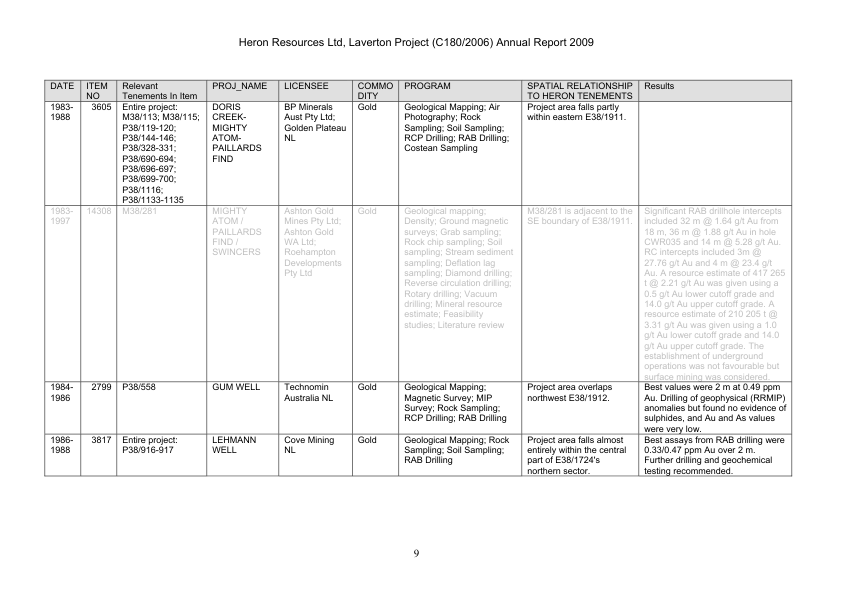 Heron Resources Ltd, Laverton Project (C180/2006) Annual Report 2009
DATE ITEM NO Relevant Tenements In Item PROJ_NAME LICENSEE COMMO DITY PROGRAM SPATIAL RELATIONSHIP TO HERON TENEMENTS Results
1983-
1988
3605
Entire project:
M38/113; M38/115;
P38/119-120;
P38/144-146;
P38/328-331;
P38/690-694;
P38/696-697;
P38/699-700;
P38/1116;
P38/1133-1135
DORIS
CREEK-
MIGHTY
ATOM-
PAILLARDS
FIND
BP Minerals
Aust Pty Ltd;
Golden Plateau
NL
Gold
Geological Mapping; Air
Photography; Rock
Sampling; Soil Sampling;
RCP Drilling; RAB Drilling;
Costean Sampling
Project area falls partly
within eastern E38/1911.
1983-
1997
14308
M38/281
MIGHTY
ATOM /
PAILLARDS
FIND /
SWINCERS
Ashton Gold
Mines Pty Ltd;
Ashton Gold
WA Ltd;
Roehampton
Developments
Pty Ltd
Gold
Geological mapping;
Density; Ground magnetic
surveys; Grab sampling;
Rock chip sampling; Soil
sampling; Stream sediment
sampling; Deflation lag
sampling; Diamond drilling;
Reverse circulation drilling;
Rotary drilling; Vacuum
drilling; Mineral resource
estimate; Feasibility
studies; Literature review
M38/281 is adjacent to the
SE boundary of E38/1911.
Significant RAB drillhole intercepts
included 32 m @ 1.64 g/t Au from
18 m, 36 m @ 1.88 g/t Au in hole
CWR035 and 14 m @ 5.28 g/t Au.
RC intercepts included 3m @
27.76 g/t Au and 4 m @ 23.4 g/t
Au. A resource estimate of 417 265
t @ 2.21 g/t Au was given using a
0.5 g/t Au lower cutoff grade and
14.0 g/t Au upper cutoff grade. A
resource estimate of 210 205 t @
3.31 g/t Au was given using a 1.0
g/t Au lower cutoff grade and 14.0
g/t Au upper cutoff grade. The
establishment of underground
operations was not favourable but
surface mining was considered.
1984-
1986
2799
P38/558
GUM WELL
Technomin
Australia NL
Gold
Geological Mapping;
Magnetic Survey; MIP
Survey; Rock Sampling;
RCP Drilling; RAB Drilling
Project area overlaps
northwest E38/1912.
Best values were 2 m at 0.49 ppm
Au. Drilling of geophysical (RRMIP)
anomalies but found no evidence of
sulphides, and Au and As values
were very low.
1986-
1988
3817
Entire project:
P38/916-917
LEHMANN
WELL
Cove Mining
NL
Gold
Geological Mapping; Rock
Sampling; Soil Sampling;
RAB Drilling
Project area falls almost
entirely within the central
part of E38/1724's
northern sector.
Best assays from RAB drilling were
0.33/0.47 ppm Au over 2 m.
Further drilling and geochemical
testing recommended.
9